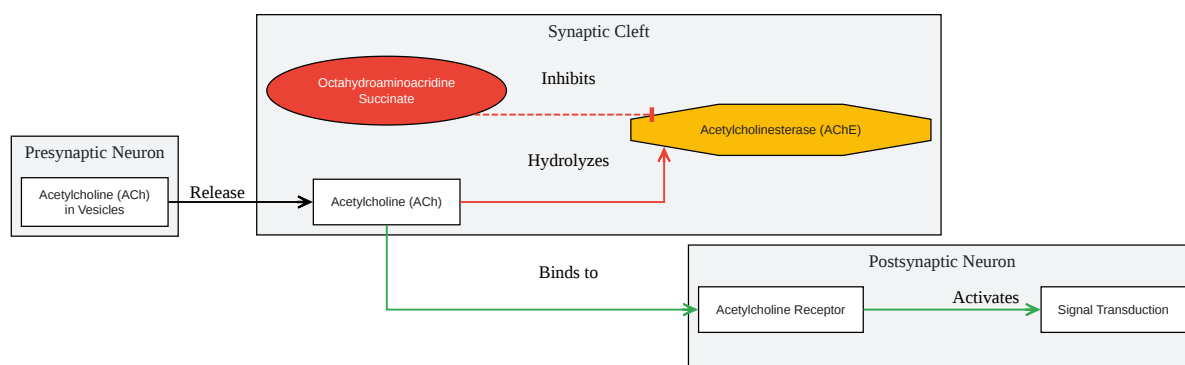 Synaptic Cleft
Octahydroaminoacridine
Succinate
Inhibits
Acetylcholinesterase (AChE)
Presynaptic Neuron
Hydrolyzes
Acetylcholine (ACh)
in Vesicles
Release
Acetylcholine (ACh)
Postsynaptic Neuron
Binds to
Acetylcholine Receptor
Activates
Signal Transduction